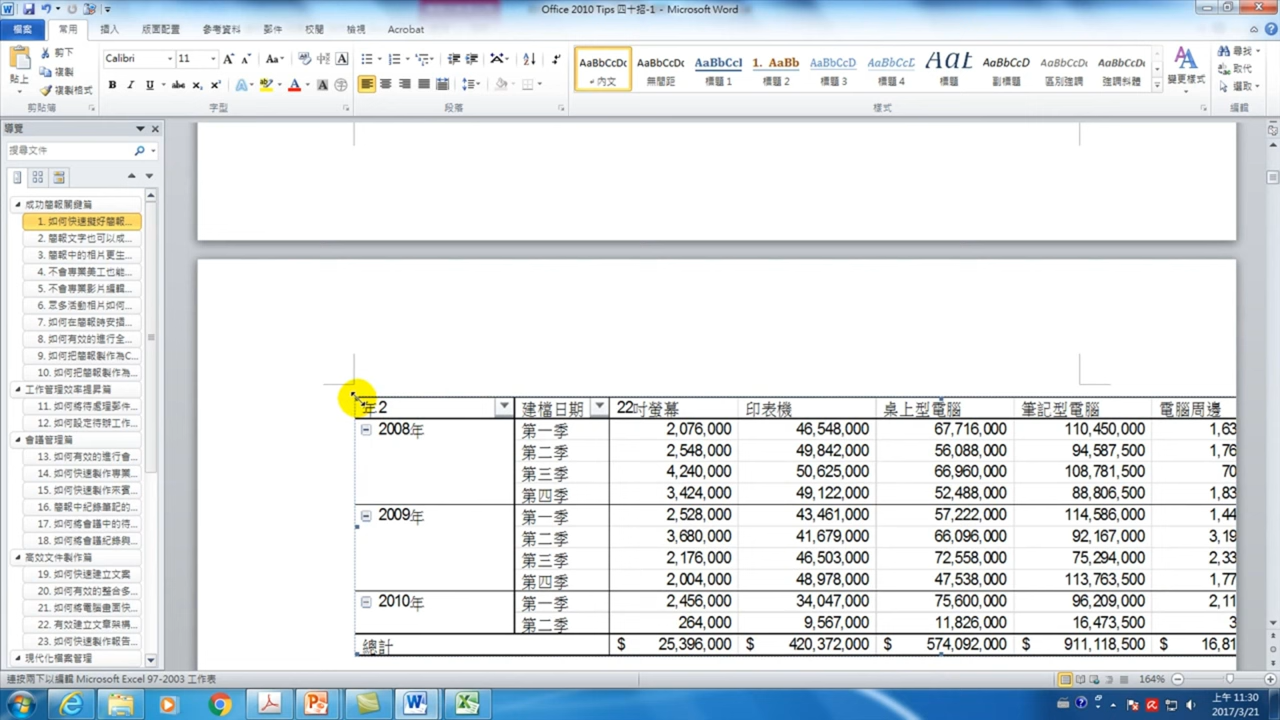 Office 2010 Tips 四十招-1 - Microsoft Word
檔案 常用 插入 版面配置 參考資料 郵件 校閱 檢視 Acrobat
貼上 剪下 複製 複製格式 剪貼簿
Calibri 11 字型
段落
AaBbCcDc 內文
AaBbCcDc 無間距
AaBbCcI 標題 1
1. AaBb 標題 2
AaBbCcDc 標題 3
AaBbCcDc 標題 4
Aat 標題
AaBbCcI 副標題
AaBbCcDc 區別強調
AaBbCcDc 強調斜體
樣式 變更樣式
尋找 取代 選取 編輯
導覽
搜尋文件
成功簡報關鍵篇
1. 如何快速擬好簡報...
2. 簡報文字也可以成...
3. 簡報中的相片更生...
4. 不會專業美工也能...
5. 不會專業影片編輯...
6. 眾多活動相片如何...
7. 如何在簡報時安插...
8. 如何有效的進行全...
9. 如何把簡報製作為C...
10. 如何把簡報製作為...
工作管理效率提昇篇
11. 如何將待處理郵件...
12. 如何設定待辦工作...
會議管理篇
13. 如何有效的進行會...
14. 如何快速製作專業...
15. 如何快速製作來賓...
16. 簡報中紀錄筆記的...
17. 如何將會議中的待...
18. 如何將會議紀錄與...
高效文件製作篇
19. 如何快速建立文案
20. 如何有效的整合多...
21. 如何將電腦畫面快...
22. 有效建立文章架構...
23. 如何快速製作報告...
現代化檔案管理
年2 建檔日期 22吋螢幕 印表機 桌上型電腦 筆記型電腦 電腦周邊
2008年 第一季 2,076,000 46,548,000 67,716,000 110,450,000 1,63
第二季 2,548,000 49,842,000 56,088,000 94,587,500 1,76
第三季 4,240,000 50,625,000 66,960,000 108,781,500 70
第四季 3,424,000 49,122,000 52,488,000 88,806,500 1,83
2009年 第一季 2,528,000 43,461,000 57,222,000 114,586,000 1,44
第二季 3,680,000 41,679,000 66,096,000 92,167,000 3,19
第三季 2,176,000 46,503,000 72,558,000 75,294,000 2,33
第四季 2,004,000 48,978,000 47,538,000 113,763,500 1,77
2010年 第一季 2,456,000 34,047,000 75,600,000 96,209,000 2,11
第二季 264,000 9,567,000 11,826,000 16,473,500 3
總計 $ 25,396,000 $ 420,372,000 $ 574,092,000 $ 911,118,500 $ 16,81
連按兩下以編輯 Microsoft Excel 97-2003 工作表
164%
上午 11:30
2017/3/21